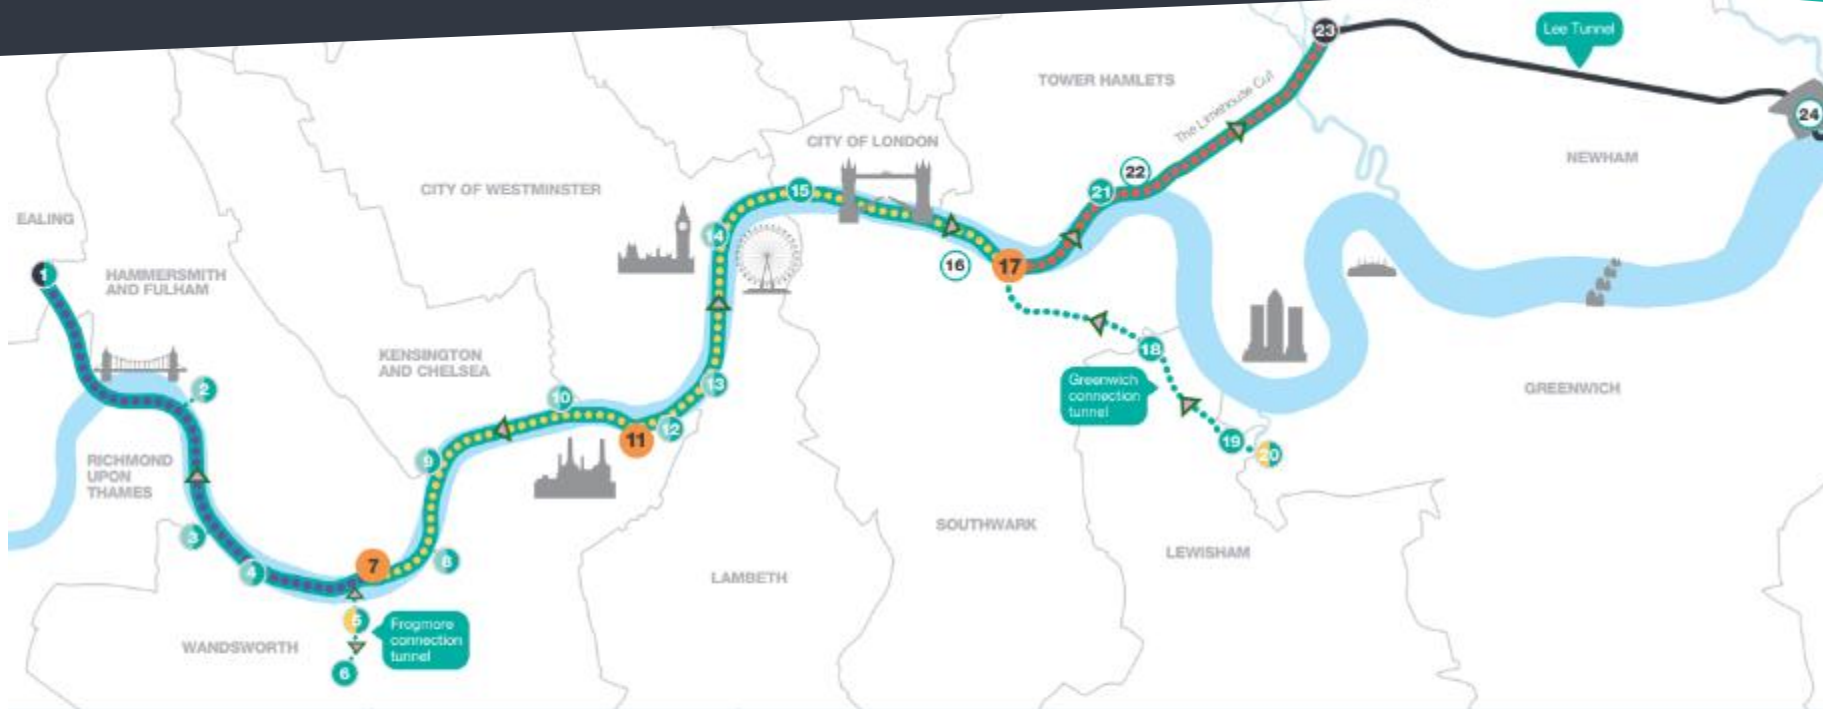 TOWER HAMLETS
Lee Tunnel
The Limehouse Cut
CITY OF LONDON
NEWHAM
CITY OF WESTMINSTER
EALING
HAMMERSMITH
AND FULHAM
KENSINGTON
AND CHELSEA
GREENWICH
Greenwich
connection
tunnel
RICHMOND
UPON
THAMES
SOUTHWARK
LEWISHAM
LAMBETH
WANDSWORTH
Frogmore
connection
tunnel
1
2
3
4
5
6
7
8
9
10
11
12
13
14
15
16
17
18
19
20
21
22
23
24